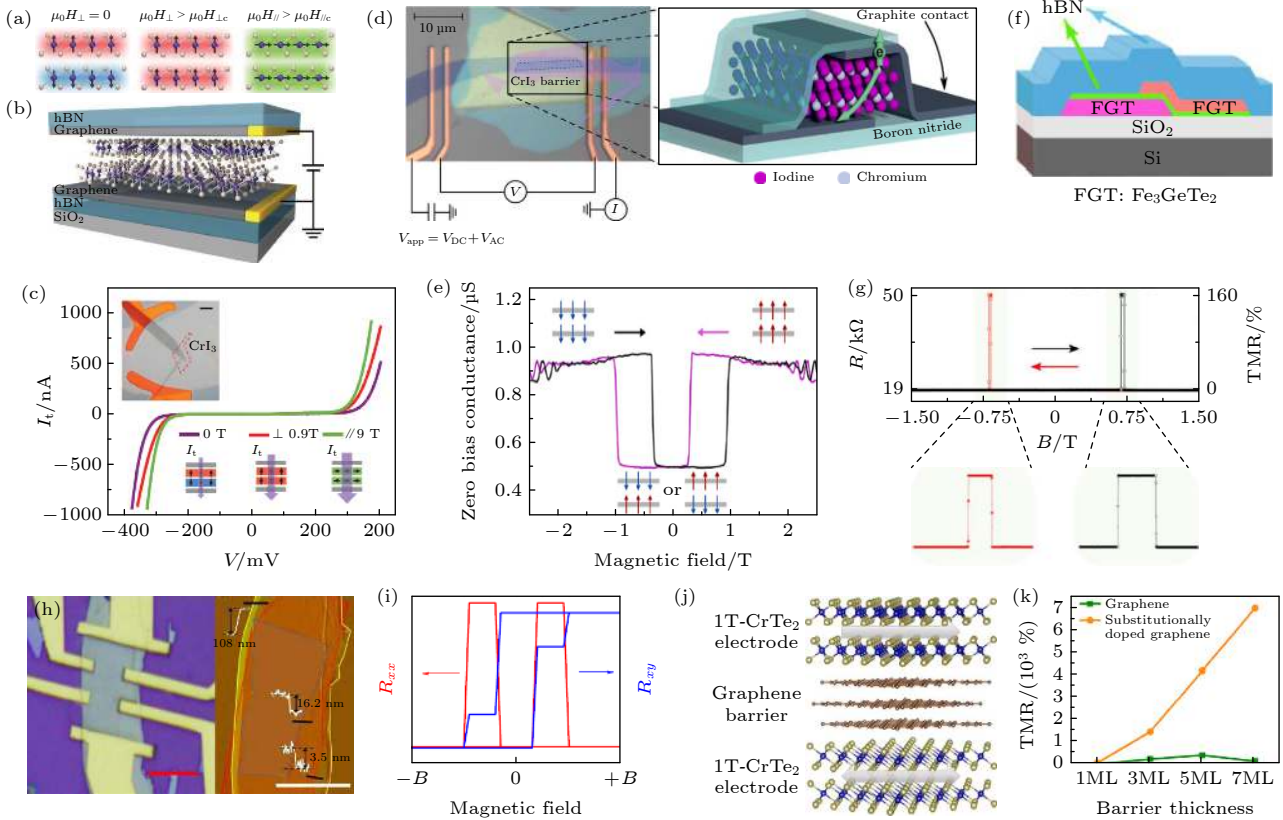 (a)
μ₀H⊥ = 0
μ₀H⊥ > μ₀H⊥c
μ₀H// > μ₀H//c
(b)
hBN
Graphene
Graphene
hBN
SiO₂
(c)
1000
500
0
−500
−1000
−400
−200
0
200
Iₜ/nA
V/mV
CrI₃
0 T
⊥ 0.9T
// 9 T
Iₜ
Iₜ
Iₜ
(d)
10 μm
CrI₃ barrier
V
I
V_app = V_DC + V_AC
Graphite contact
e
Boron nitride
Iodine
Chromium
(e)
Zero bias conductance/μS
1.2
1.0
0.8
0.6
0.4
−2
−1
0
1
2
or
Magnetic field/T
(f)
hBN
FGT
FGT
SiO₂
Si
FGT: Fe₃GeTe₂
(g)
50
19
R/kΩ
160
0
TMR/%
−1.50
−0.75
0
0.75
1.50
B/T
(h)
108 nm
16.2 nm
3.5 nm
(i)
Rxx
Rxy
−B
0
+B
Magnetic field
(j)
1T-CrTe₂
electrode
Graphene
barrier
1T-CrTe₂
electrode
(k)
Graphene
Substitutionally
doped graphene
TMR/(10³ %)
7
6
5
4
3
2
1
0
1ML
3ML
5ML
7ML
Barrier thickness